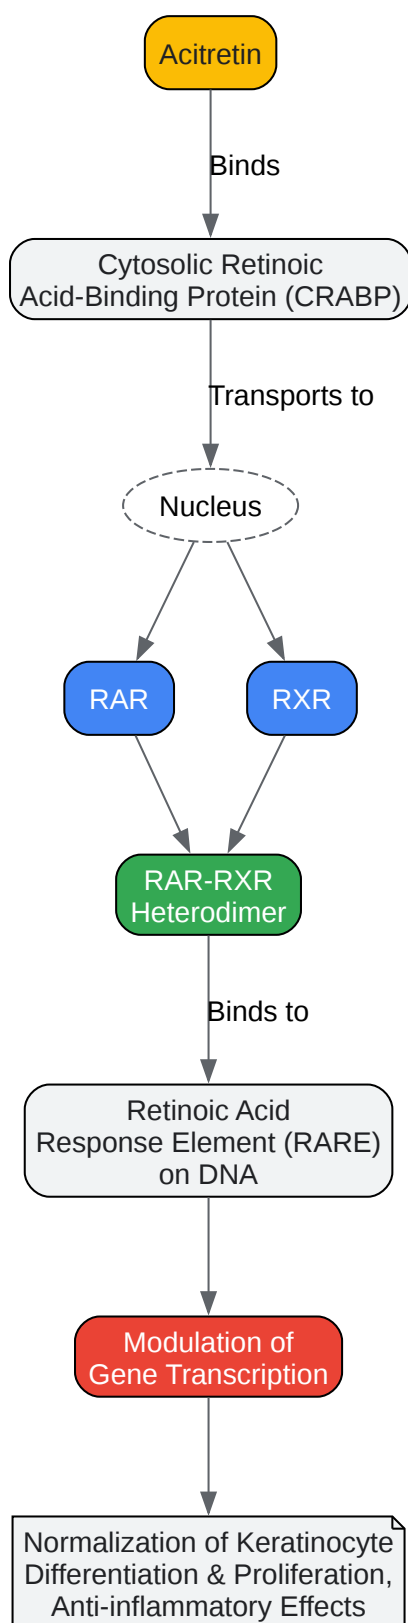 Acitretin
Binds
Cytosolic Retinoic
Acid-Binding Protein (CRABP)
Transports to
Nucleus
RAR
RXR
RAR-RXR
Heterodimer
Binds to
Retinoic Acid
Response Element (RARE)
on DNA
Modulation of
Gene Transcription
Normalization of Keratinocyte
Differentiation & Proliferation,
Anti-inflammatory Effects